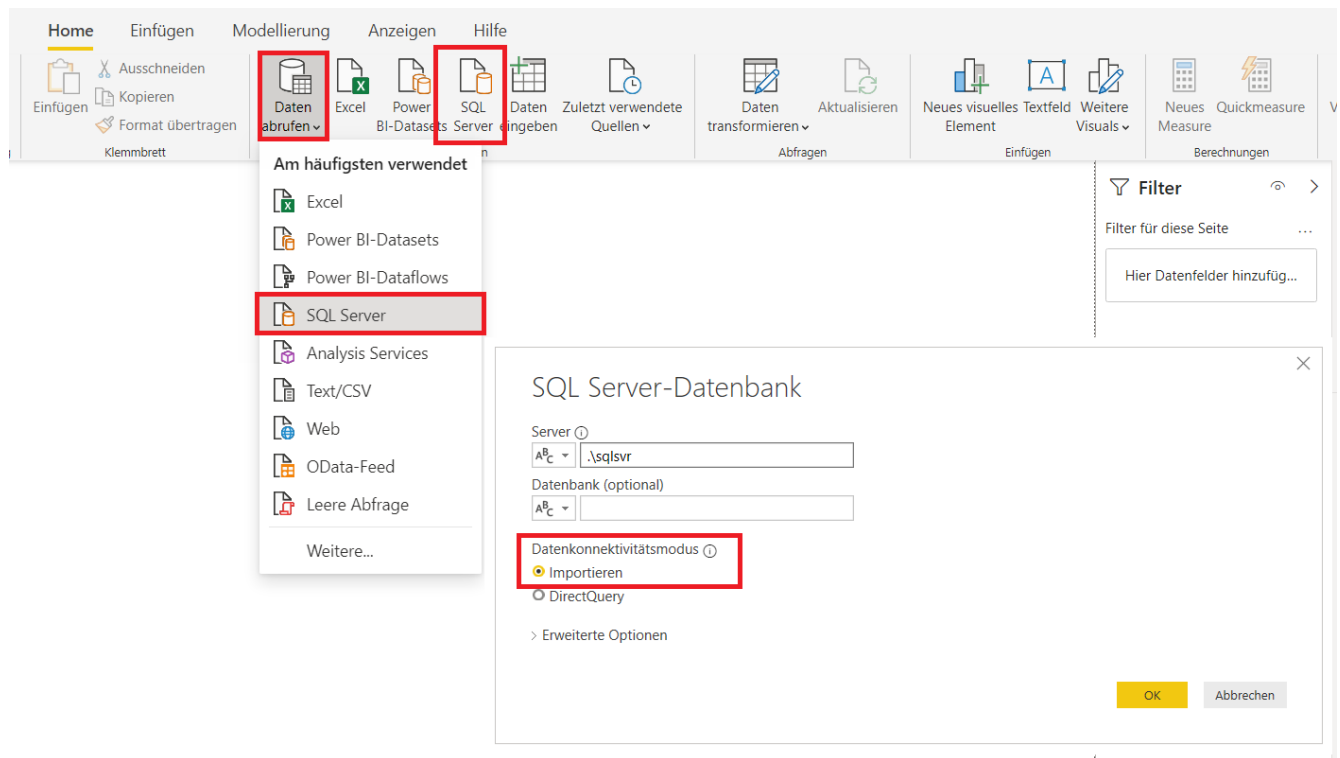 Home Einfügen Modellierung Anzeigen Hilfe
Einfügen
Ausschneiden
Kopieren
Format übertragen
Klemmbrett
Daten
abrufen
Excel
Power
BI-Datasets
SQL
Server
Daten
eingeben
Zuletzt verwendete
Quellen
Daten
transformieren
Aktualisieren
Abfragen
Neues visuelles
Element
Textfeld
Weitere
Visuals
Einfügen
Neues
Measure
Quickmeasure
Berechnungen
Am häufigsten verwendet
Excel
Power BI-Datasets
Power BI-Dataflows
SQL Server
Analysis Services
Text/CSV
Web
OData-Feed
Leere Abfrage
Weitere...
Filter
Filter für diese Seite ...
Hier Datenfelder hinzufüg...
SQL Server-Datenbank
Server
.\sqlsvr
Datenbank (optional)
Datenkonnektivitätsmodus
Importieren
DirectQuery
Erweiterte Optionen
OK Abbrechen